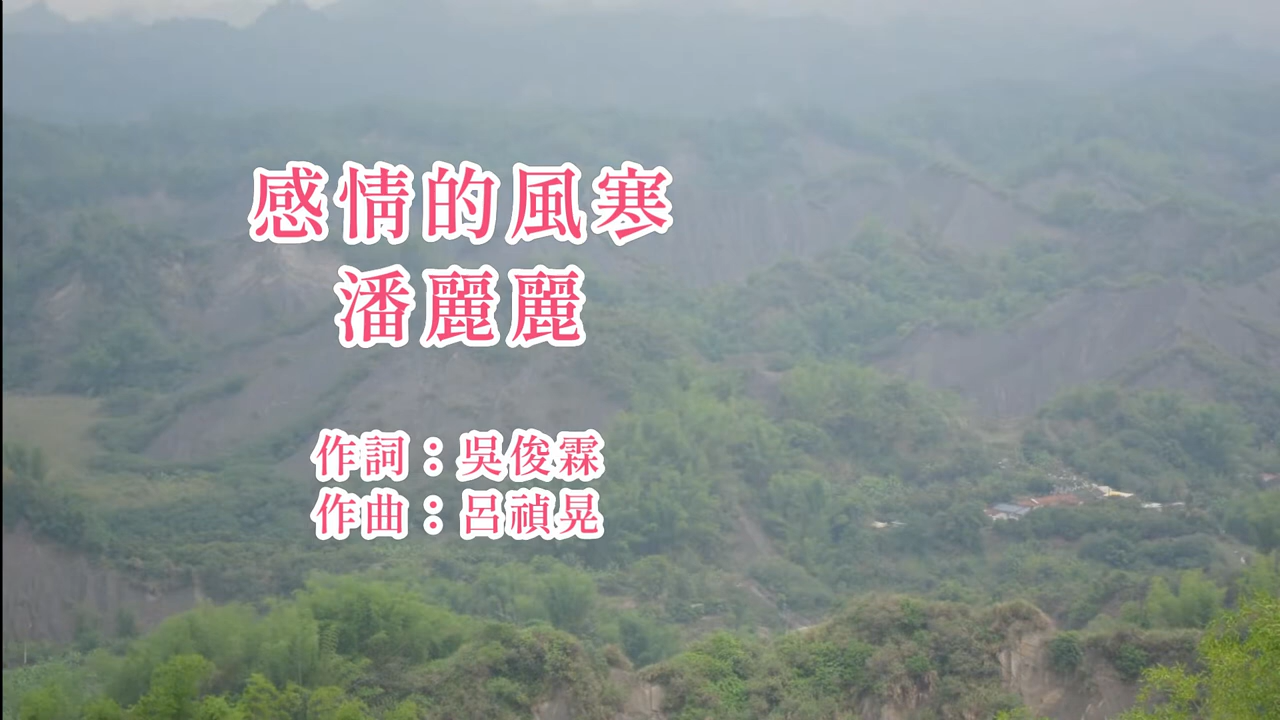 感情的風寒
潘麗麗
作詞：吳俊霖
作曲：呂禎晃